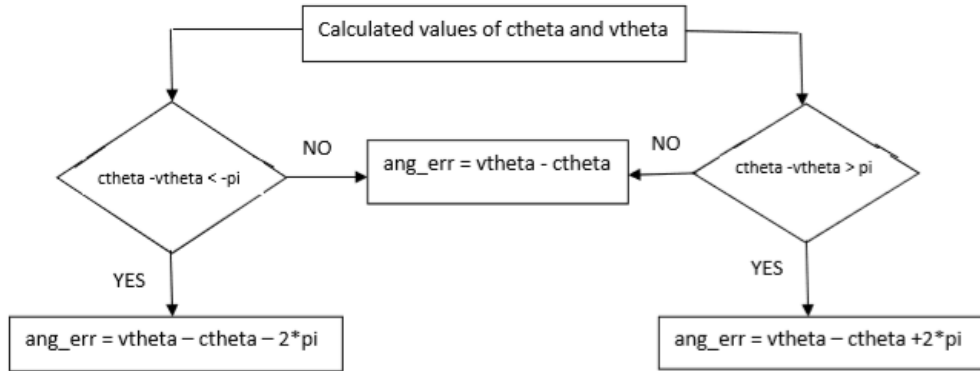 Calculated values of ctheta and vtheta
NO
NO
ctheta -vtheta < -pi
ang_err = vtheta - ctheta
ctheta -vtheta > pi
YES
YES
ang_err = vtheta – ctheta – 2*pi
ang_err = vtheta – ctheta +2*pi